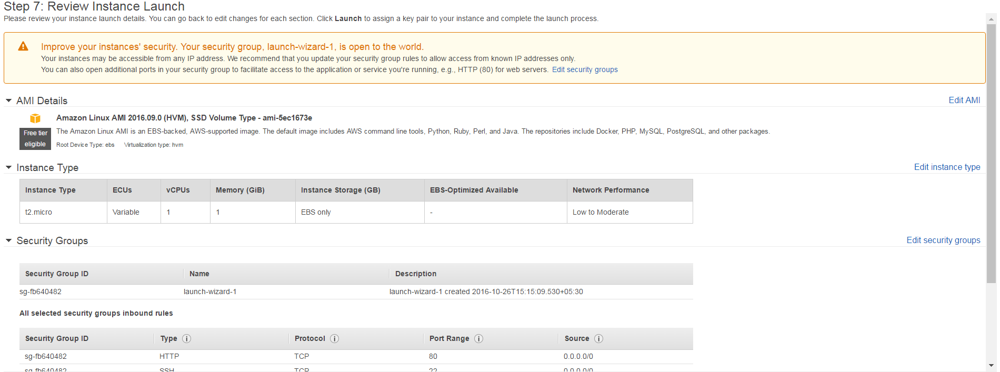 Step 7: Review Instance Launch
Please review your instance launch details. You can go back to edit changes for each section. Click Launch to assign a key pair to your instance and complete the launch process.
Improve your instances' security. Your security group, launch-wizard-1, is open to the world.
Your instances may be accessible from any IP address. We recommend that you update your security group rules to allow access from known IP addresses only.
You can also open additional ports in your security group to facilitate access to the application or service you're running, e.g., HTTP (80) for web servers. Edit security groups
AMI Details Edit AMI
Amazon Linux AMI 2016.09.0 (HVM), SSD Volume Type - ami-5ec1673e
Free tier
eligible
The Amazon Linux AMI is an EBS-backed, AWS-supported image. The default image includes AWS command line tools, Python, Ruby, Perl, and Java. The repositories include Docker, PHP, MySQL, PostgreSQL, and other packages.
Root Device Type: ebs Virtualization type: hvm
Instance Type Edit instance type
Instance Type ECUs vCPUs Memory (GiB) Instance Storage (GB) EBS-Optimized Available Network Performance
t2.micro Variable 1 1 EBS only - Low to Moderate
Security Groups Edit security groups
Security Group ID Name Description
sg-fb640482 launch-wizard-1 launch-wizard-1 created 2016-10-26T15:15:09.530+05:30
All selected security groups inbound rules
Security Group ID Type i Protocol i Port Range i Source i
sg-fb640482 HTTP TCP 80 0.0.0.0/0
sg-fb640482 SSH TCP 22 0.0.0.0/0